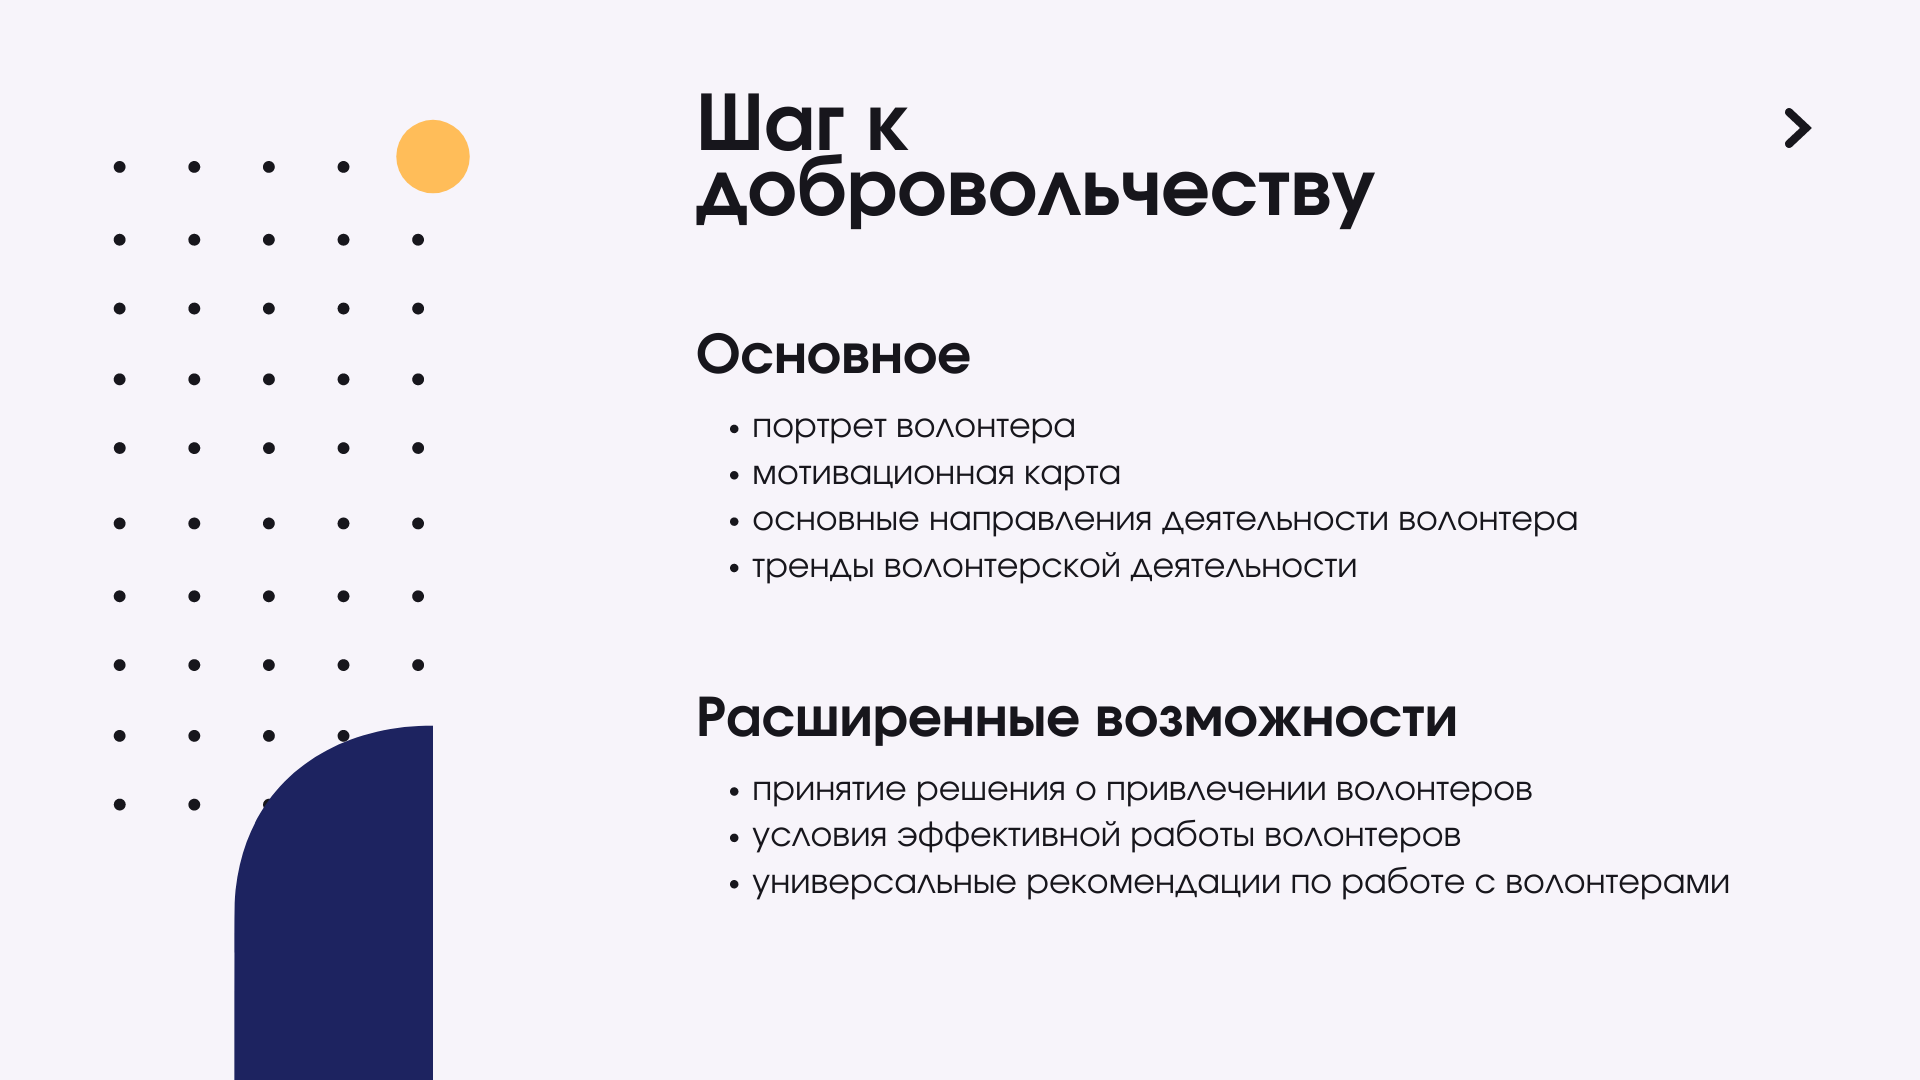 Шаг к
добровольчеству
Основное
• портрет волонтера
• мотивационная карта
• основные направления деятельности волонтера
• тренды волонтерской деятельности
Расширенные возможности
• принятие решения о привлечении волонтеров
• условия эффективной работы волонтеров
• универсальные рекомендации по работе с волонтерами